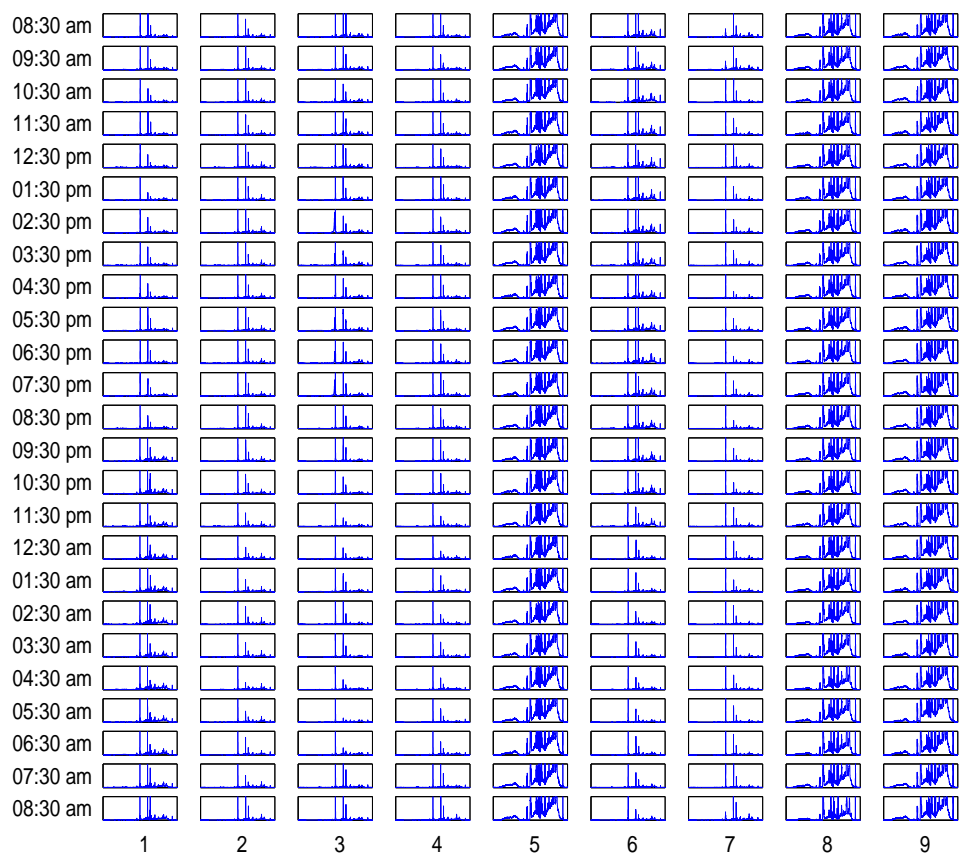 08:30 am
09:30 am
10:30 am
11:30 am
12:30 pm
01:30 pm
02:30 pm
03:30 pm
04:30 pm
05:30 pm
06:30 pm
07:30 pm
08:30 pm
09:30 pm
10:30 pm
11:30 pm
12:30 am
01:30 am
02:30 am
03:30 am
04:30 am
05:30 am
06:30 am
07:30 am
08:30 am
1 2 3 4 5 6 7 8 9